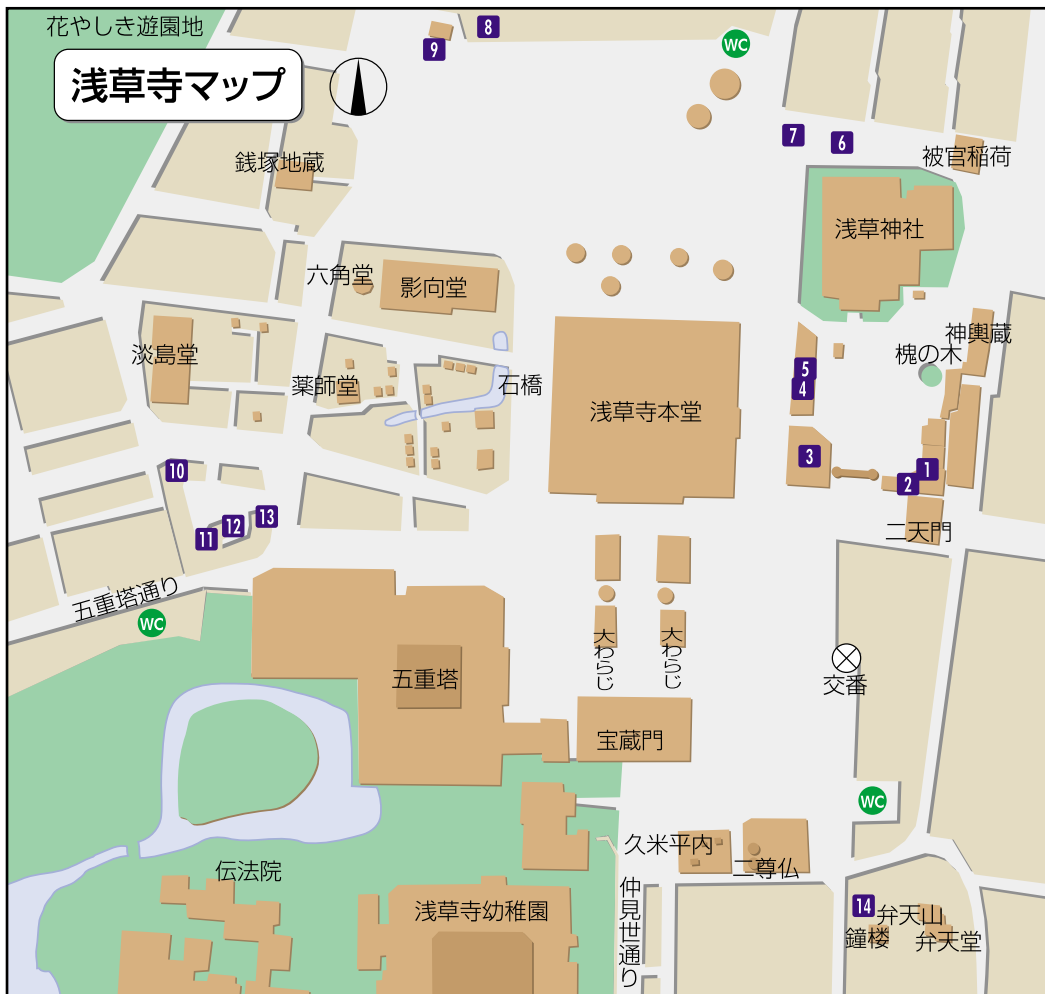 花やしき遊園地
浅草寺マップ
8
9
WC
7
6
銭塚地蔵
被官稲荷
浅草神社
六角堂
影向堂
神輿蔵
淡島堂
薬師堂
石橋
槐の木
5
4
浅草寺本堂
3
1
2
10
13
12
11
二天門
五重塔通り
WC
大わらじ
大わらじ
五重塔
交番
宝蔵門
WC
久米平内
二尊仏
伝法院
浅草寺幼稚園
仲見世通り
14
弁天山
鐘楼
弁天堂